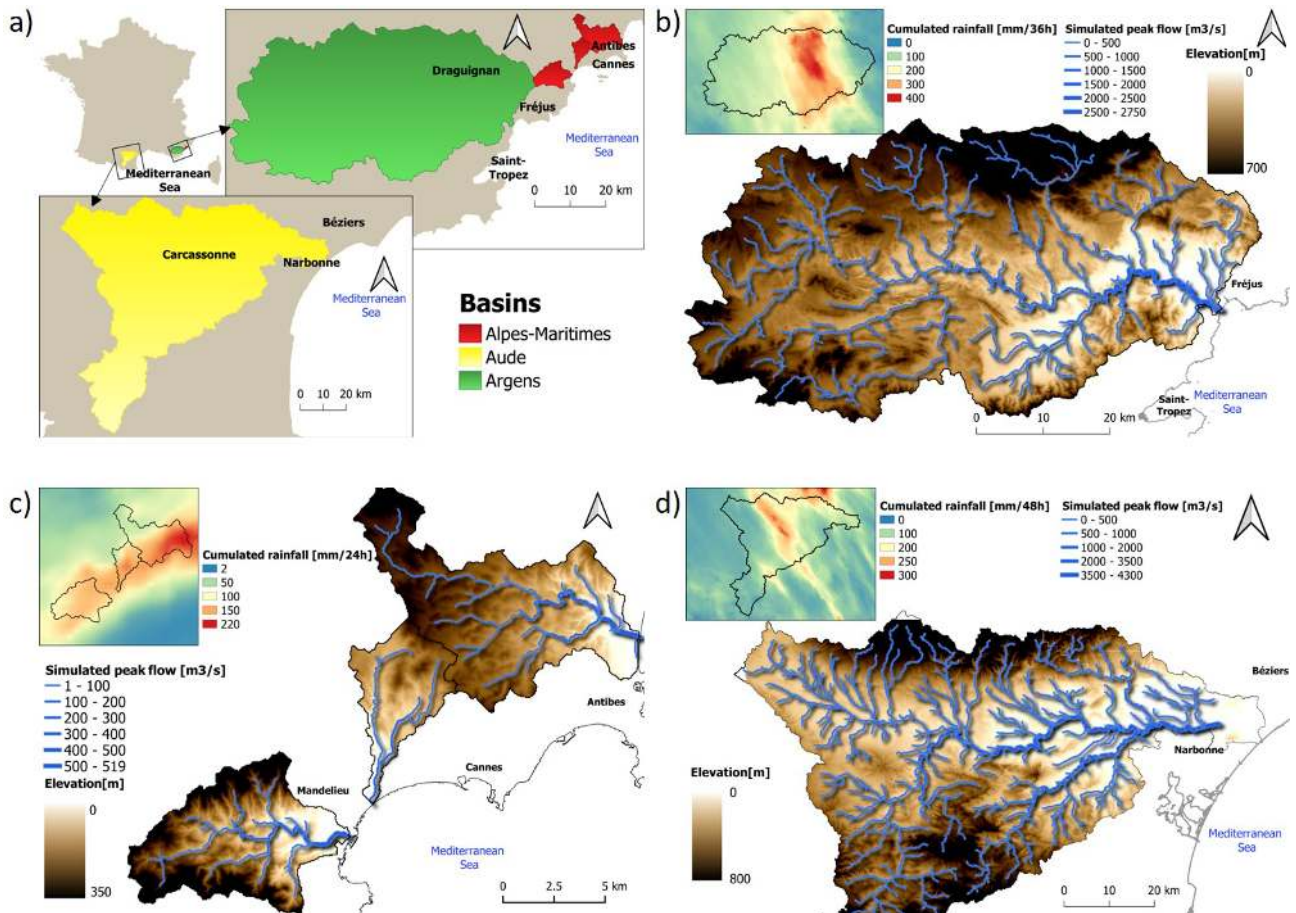 a)
Antibes
Cannes
Draguignan
Fréjus
Mediterranean
Sea
Saint-
Tropez
0 10 20 km
Mediterranean
Sea
Béziers
Carcassonne
Narbonne
Mediterranean
Sea
0 10 20 km
Basins
Alpes-Maritimes
Aude
Argens
b)
Cumulated rainfall [mm/36h]
0
100
200
300
400
Simulated peak flow [m3/s]
0 - 500
500 - 1000
1000 - 1500
1500 - 2000
2000 - 2500
2500 - 2750
Elevation[m]
0
700
Fréjus
Saint-
Tropez
Mediterranean
Sea
0 10 20 km
c)
Cumulated rainfall [mm/24h]
2
50
100
150
220
Simulated peak flow [m3/s]
1 - 100
100 - 200
200 - 300
300 - 400
400 - 500
500 - 519
Elevation[m]
0
350
Antibes
Cannes
Mandelieu
Mediterranean
Sea
0 2.5 5 km
d)
Cumulated rainfall [mm/48h]
0
100
200
250
300
Simulated peak flow [m3/s]
0 - 500
500 - 1000
1000 - 2000
2000 - 3500
3500 - 4300
Béziers
Narbonne
Elevation[m]
0
800
Mediterranean
Sea
0 10 20 km